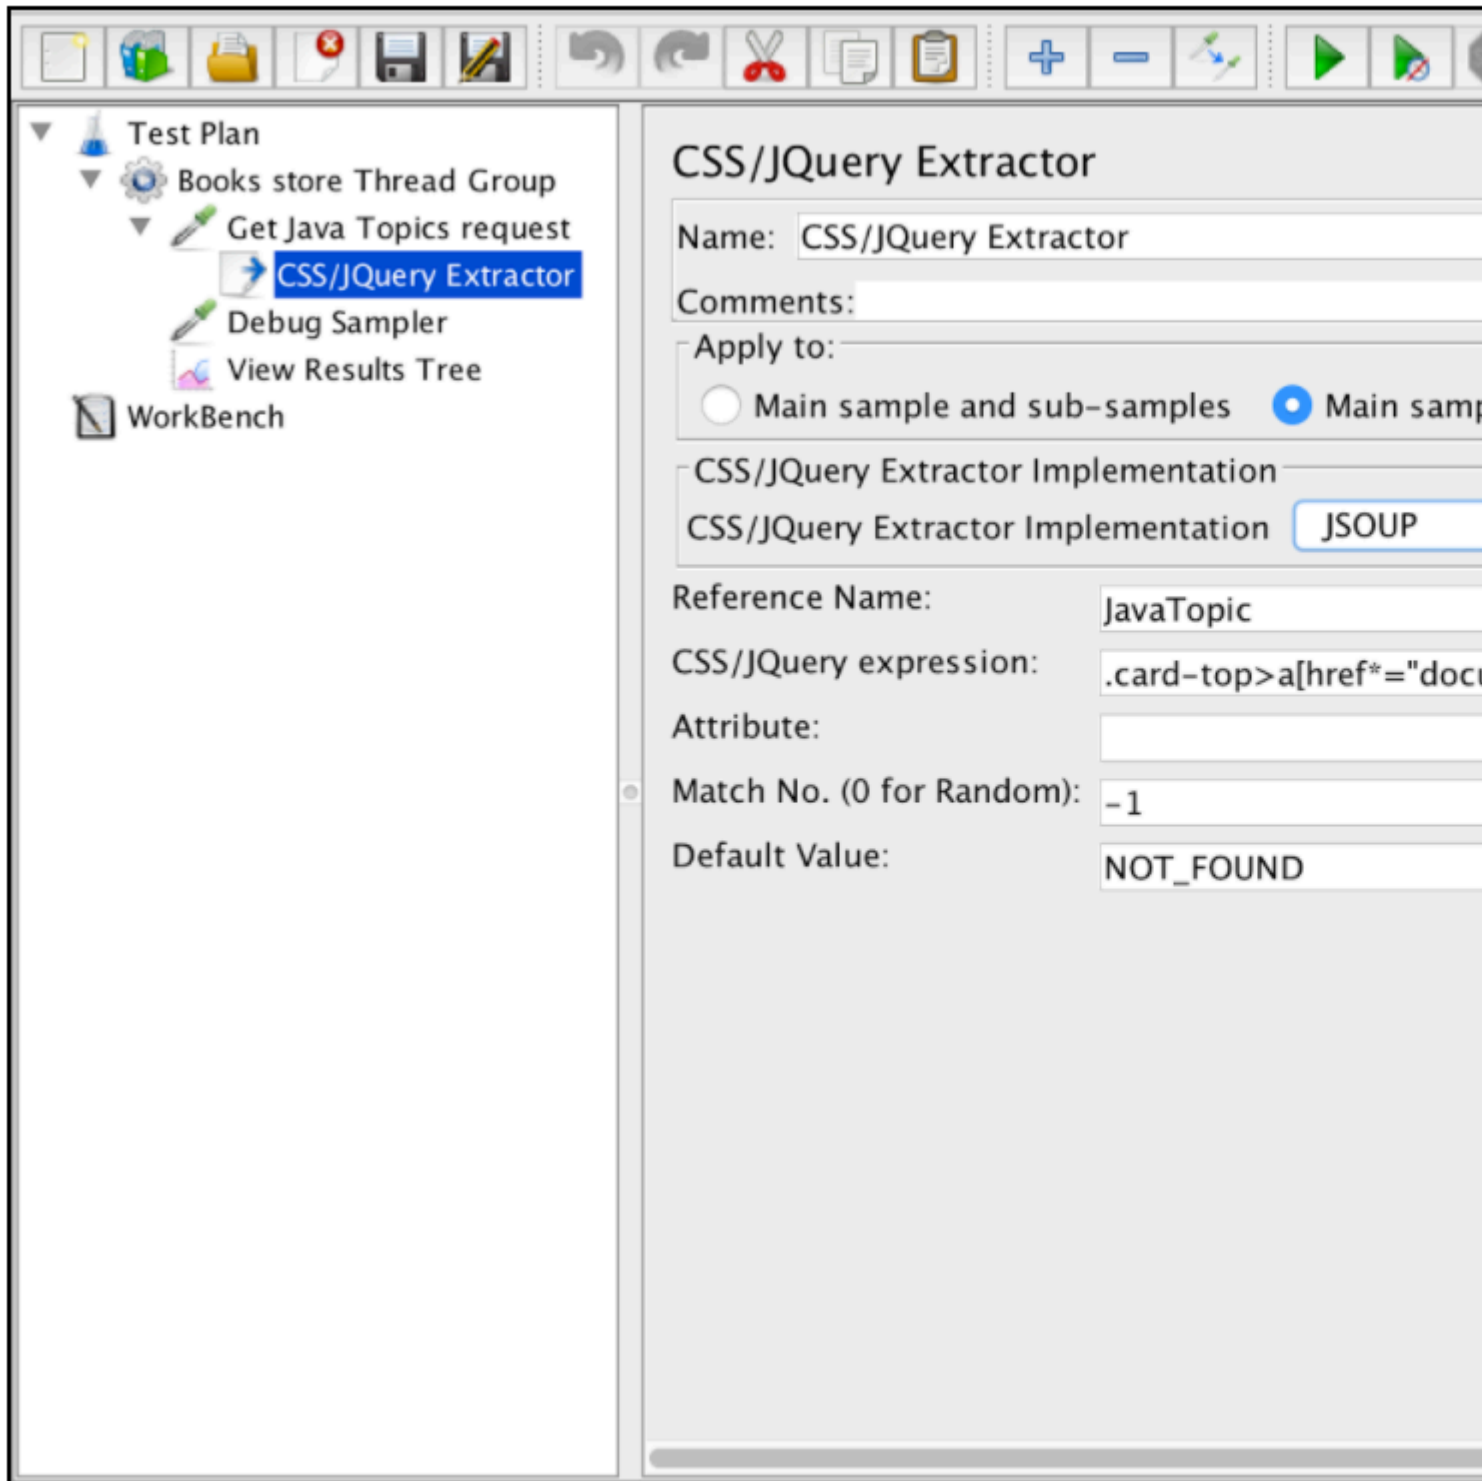 Test Plan
Books store Thread Group
Get Java Topics request
CSS/JQuery Extractor
Debug Sampler
View Results Tree
WorkBench
CSS/JQuery Extractor
Name: CSS/JQuery Extractor
Comments:
Apply to:
Main sample and sub-samples Main
CSS/JQuery Extractor Implementation
CSS/JQuery Extractor Implementation JSOUP
Reference Name: JavaTopic
CSS/JQuery expression: .card-top>a[href*="docu
Attribute:
Match No. (0 for Random): -1
Default Value: NOT_FOUND